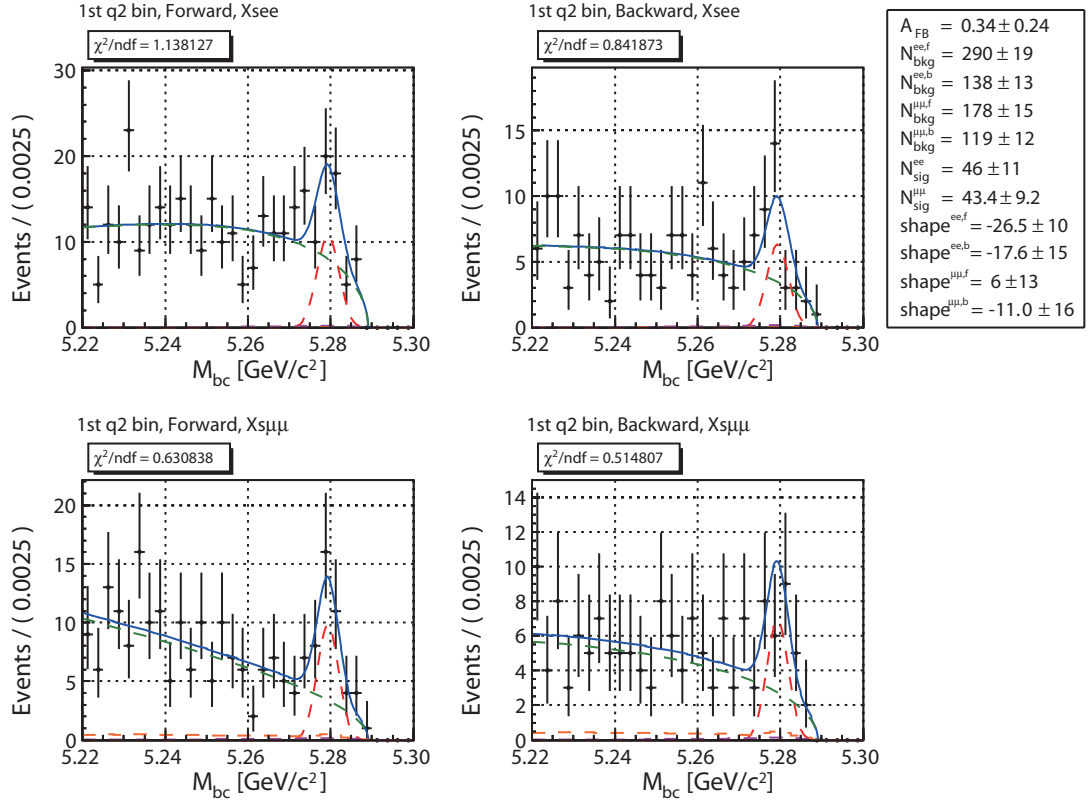 1st q2 bin, Forward, Xsee
χ²/ndf = 1.138127
30
20
10
0
Events / ( 0.0025 )
5.22 5.24 5.26 5.28 5.30
M_bc [GeV/c²]
1st q2 bin, Backward, Xsee
χ²/ndf = 0.841873
15
10
5
0
Events / ( 0.0025 )
5.22 5.24 5.26 5.28 5.30
M_bc [GeV/c²]
A_FB = 0.34 ± 0.24
N_bkg^ee,f = 290 ± 19
N_bkg^ee,b = 138 ± 13
N_bkg^μμ,f = 178 ± 15
N_bkg^μμ,b = 119 ± 12
N_sig^ee = 46 ± 11
N_sig^μμ = 43.4 ± 9.2
shape^ee,f = -26.5 ± 10
shape^ee,b = -17.6 ± 15
shape^μμ,f = 6 ± 13
shape^μμ,b = -11.0 ± 16
1st q2 bin, Forward, Xsμμ
χ²/ndf = 0.630838
20
15
10
5
0
Events / ( 0.0025 )
5.22 5.24 5.26 5.28 5.30
M_bc [GeV/c²]
1st q2 bin, Backward, Xsμμ
χ²/ndf = 0.514807
14
12
10
8
6
4
2
0
Events / ( 0.0025 )
5.22 5.24 5.26 5.28 5.30
M_bc [GeV/c²]